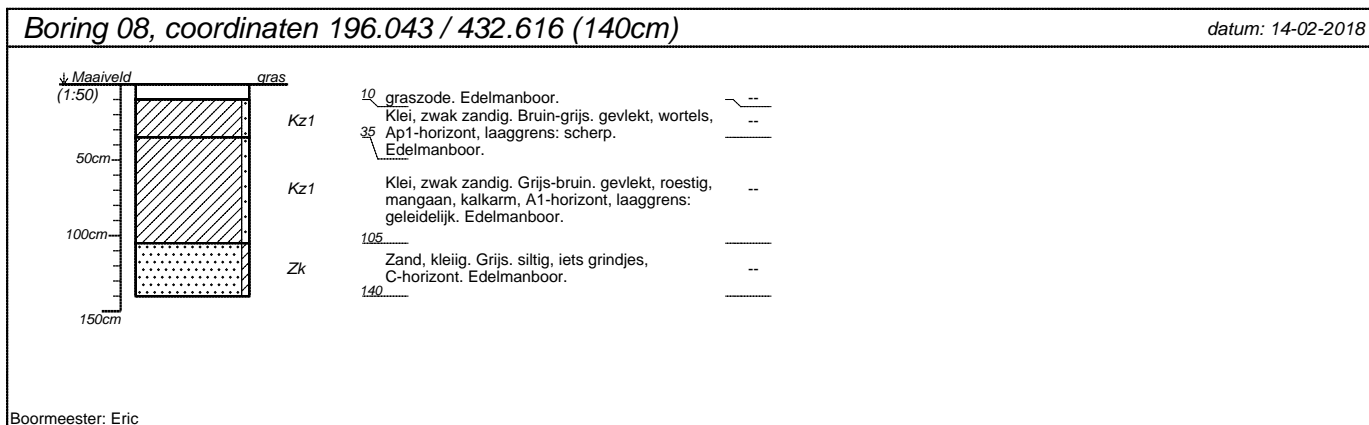 Boring 08, coordinaten 196.043 / 432.616 (140cm)
datum: 14-02-2018
Maaiveld
gras
(1:50)
10 graszode. Edelmanboor. --
Kz1
Klei, zwak zandig. Bruin-grijs. gevlekt, wortels, --
35 Ap1-horizont, laaggrens: scherp.
Edelmanboor.
50cm
Kz1
Klei, zwak zandig. Grijs-bruin. gevlekt, roestig, --
mangaan, kalkarm, A1-horizont, laaggrens:
geleidelijk. Edelmanboor.
100cm
105
Zk
Zand, kleiig. Grijs. siltig, iets grindjes, --
C-horizont. Edelmanboor.
140
150cm
Boormeester: Eric